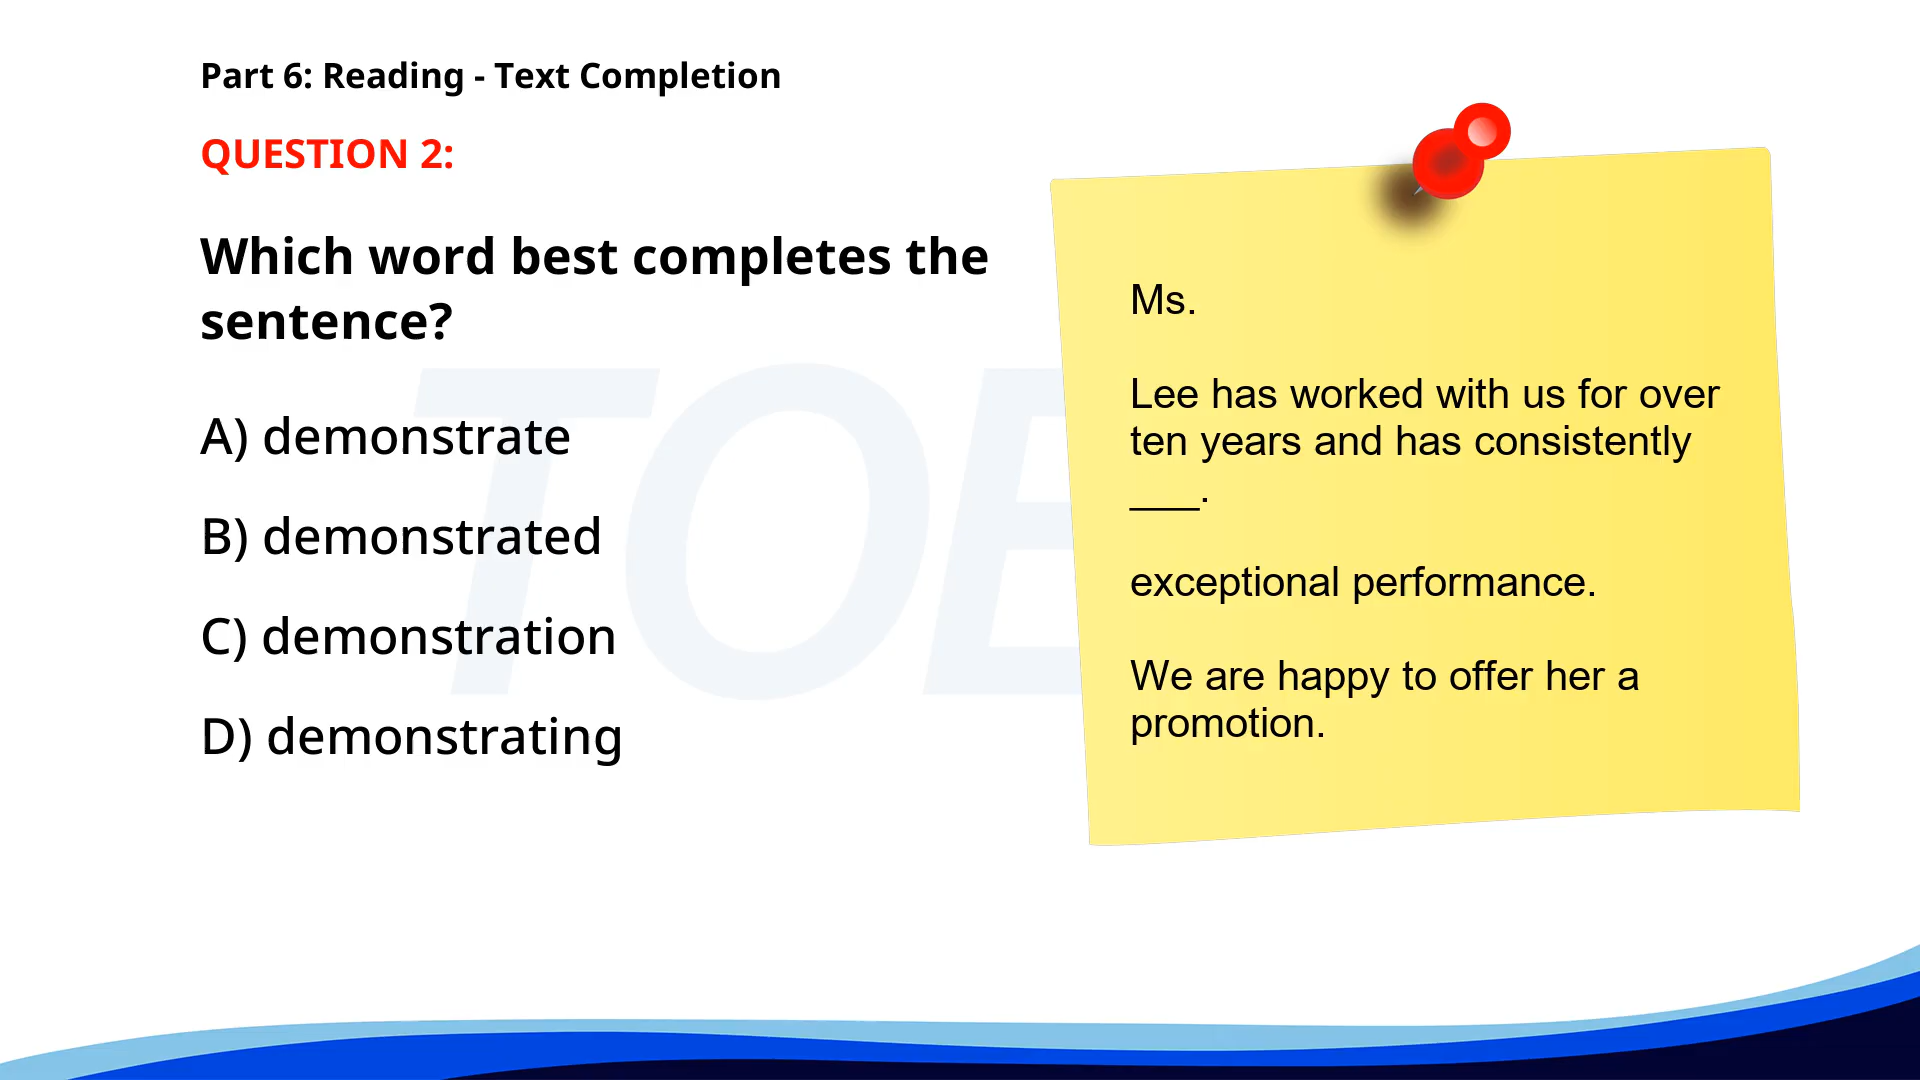 Part 6: Reading - Text Completion
QUESTION 2:
Which word best completes the
sentence?
A) demonstrate
B) demonstrated
C) demonstration
D) demonstrating
Ms.
Lee has worked with us for over
ten years and has consistently
___.
exceptional performance.
We are happy to offer her a
promotion.
TOE